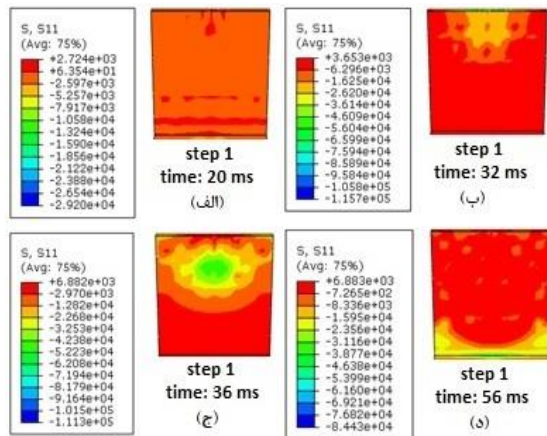 S, S11
(Avg: 75%)
+2.724e+03
+6.354e+01
-2.597e+03
-5.257e+03
-7.917e+03
-1.058e+04
-1.324e+04
-1.590e+04
-1.856e+04
-2.122e+04
-2.388e+04
-2.654e+04
-2.920e+04
step 1
time: 20 ms
(الف)
S, S11
(Avg: 75%)
+3.653e+03
-6.296e+03
-1.625e+04
-2.620e+04
-3.614e+04
-4.609e+04
-5.604e+04
-6.599e+04
-7.594e+04
-8.589e+04
-9.584e+04
-1.058e+05
-1.157e+05
step 1
time: 32 ms
(ب)
S, S11
(Avg: 75%)
+6.882e+03
-2.970e+03
-1.282e+04
-2.268e+04
-3.253e+04
-4.238e+04
-5.223e+04
-6.208e+04
-7.194e+04
-8.179e+04
-9.164e+04
-1.015e+05
-1.113e+05
step 1
time: 36 ms
(ج)
S, S11
(Avg: 75%)
+6.883e+03
-7.265e+02
-8.336e+03
-1.595e+04
-2.356e+04
-3.116e+04
-3.877e+04
-4.638e+04
-5.399e+04
-6.160e+04
-6.921e+04
-7.682e+04
-8.443e+04
step 1
time: 56 ms
(د)